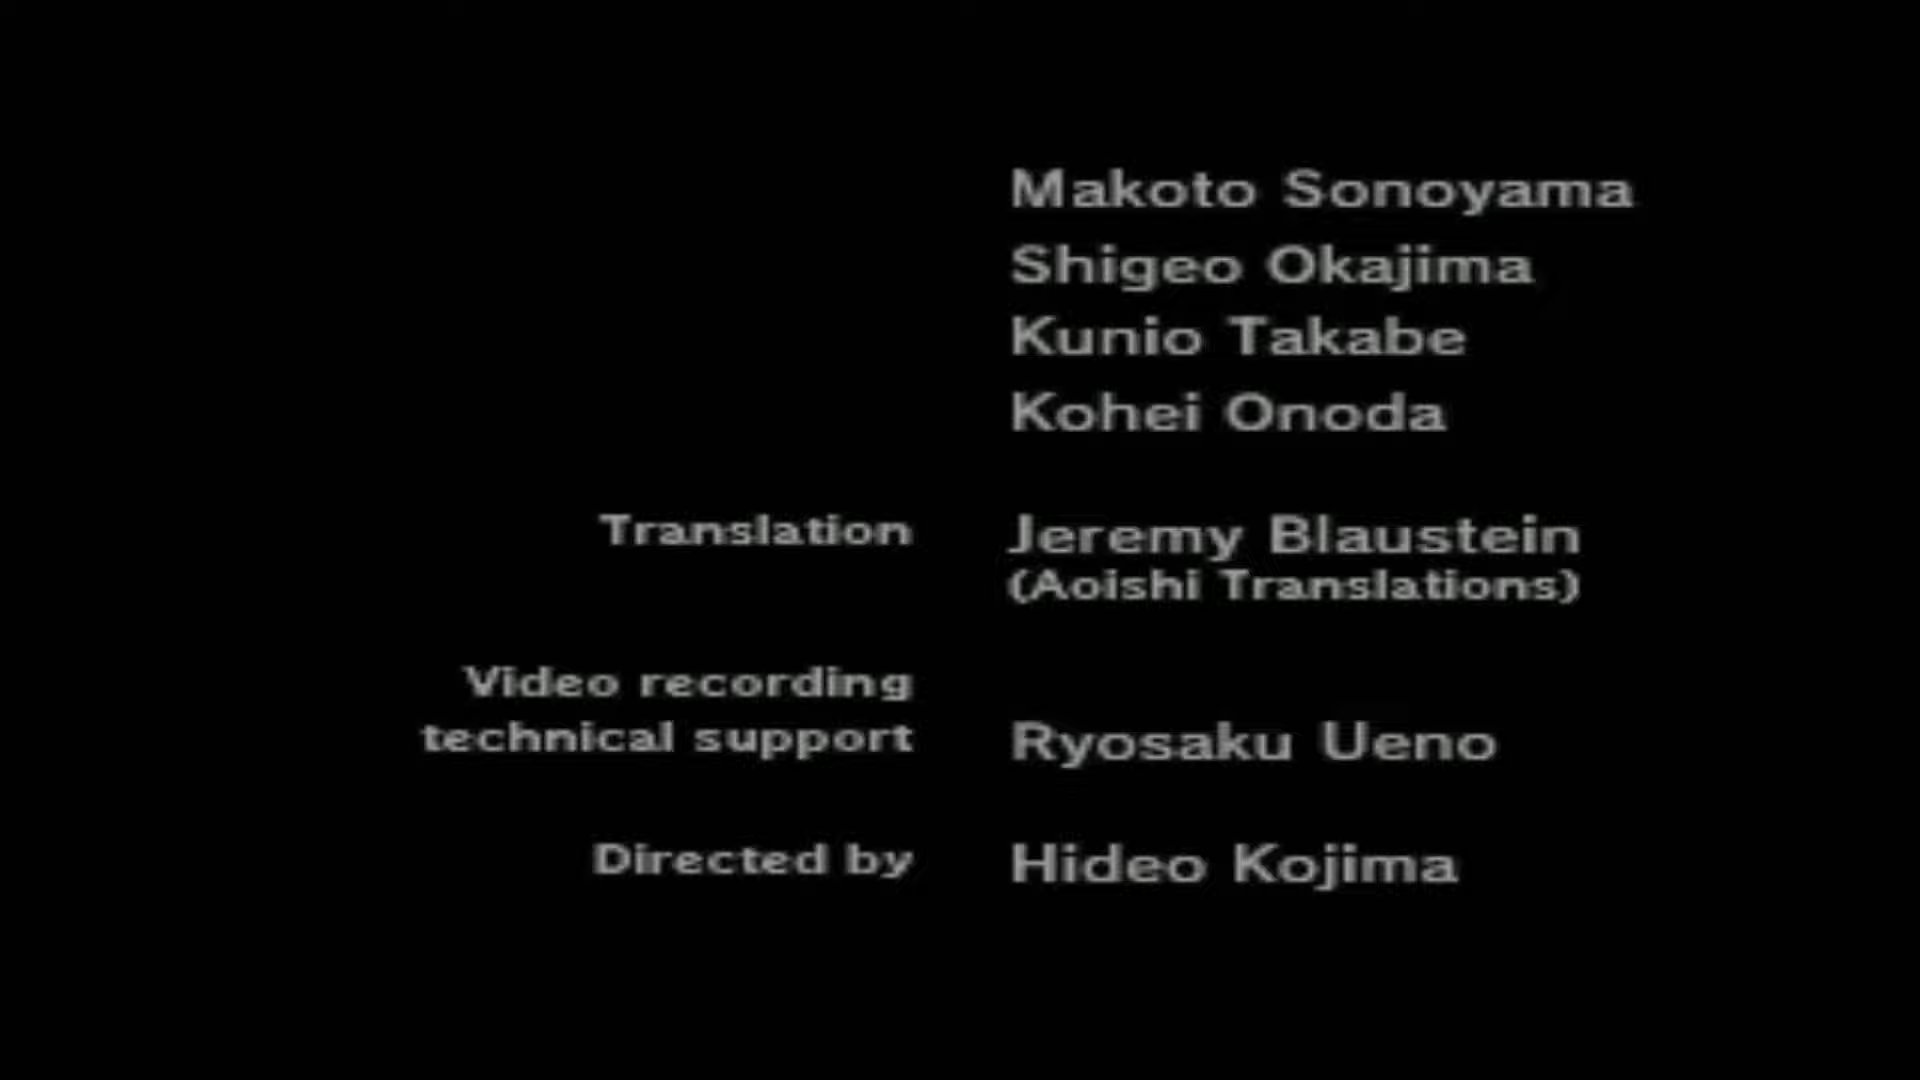 Makoto Sonoyama
Shigeo Okajima
Kunio Takabe
Kohei Onoda
Translation Jeremy Blaustein
(Aoishi Translations)
Video recording
technical support Ryosaku Ueno
Directed by Hideo Kojima